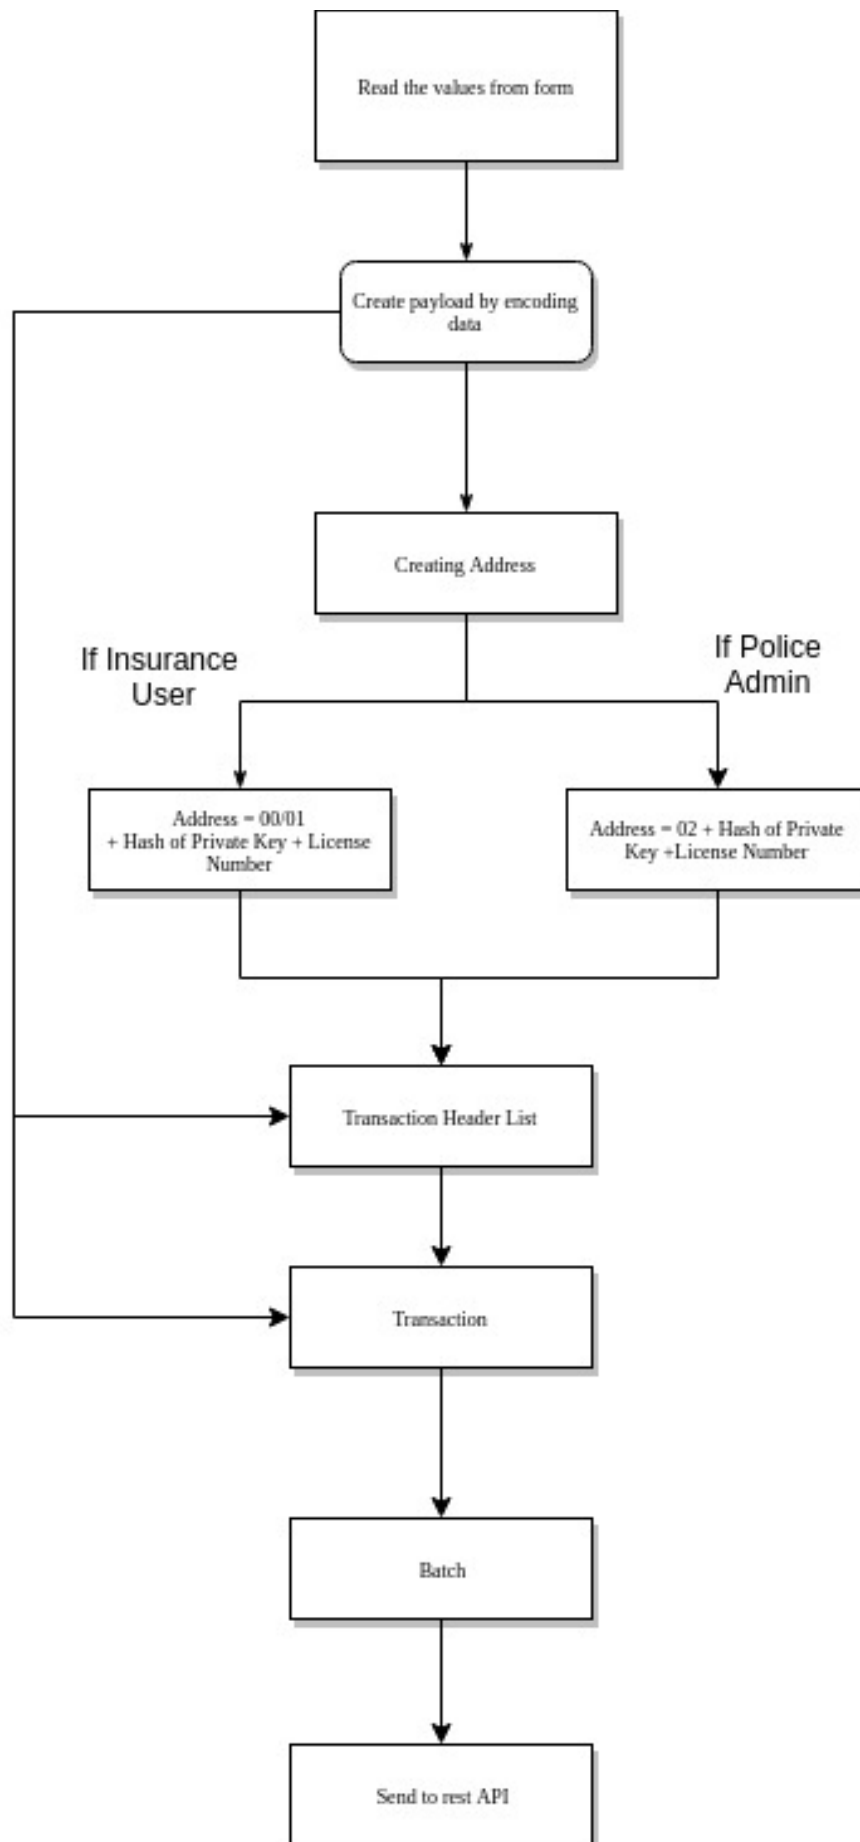 Read the values from form
Create payload by encoding
data
Creating Address
If Insurance
User
If Police
Admin
Address = 00/01
+ Hash of Private Key + License
Number
Address = 02 + Hash of Private
Key +License Number
Transaction Header List
Transaction
Batch
Send to rest API